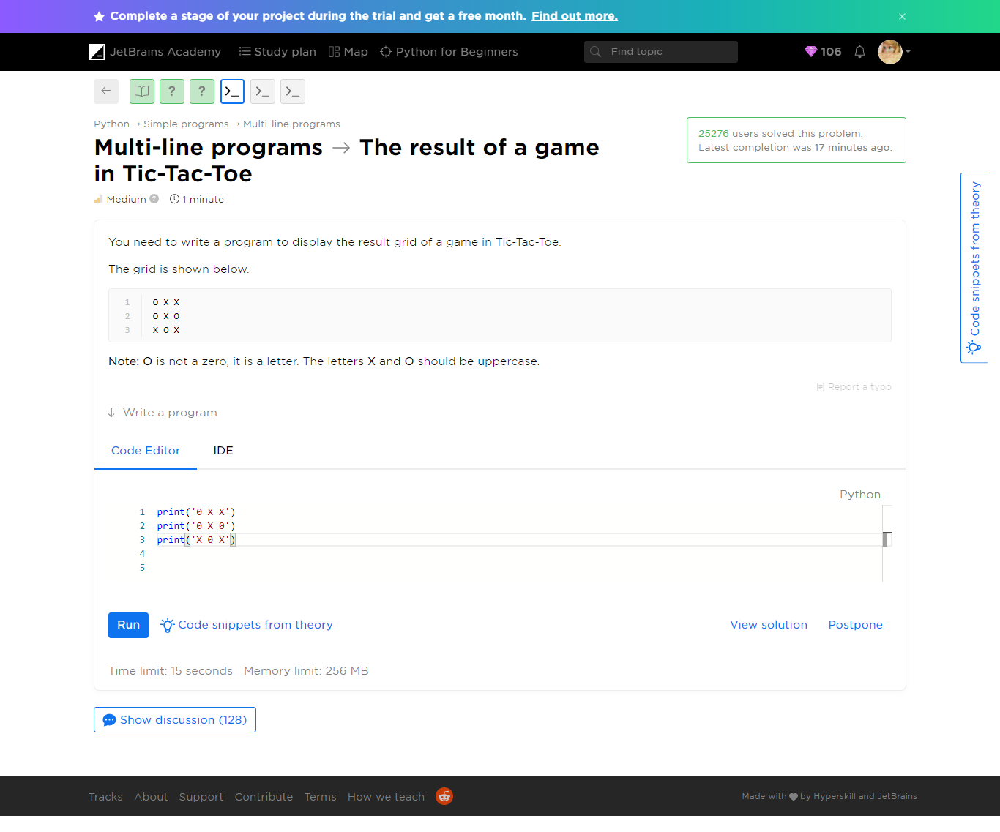 Complete a stage of your project during the trial and get a free month. Find out more.
JetBrains Academy Study plan Map Python for Beginners Find topic 106
? ? >_ >_ >_
Python → Simple programs → Multi-line programs
Multi-line programs → The result of a game
in Tic-Tac-Toe
Medium ? 1 minute
25276 users solved this problem.
Latest completion was 17 minutes ago.
Code snippets from theory
You need to write a program to display the result grid of a game in Tic-Tac-Toe.
The grid is shown below.
1 O X X
2 O X O
3 X O X
Note: O is not a zero, it is a letter. The letters X and O should be uppercase.
Report a typo
Write a program
Code Editor IDE
Python
1 print('0 X X')
2 print('0 X 0')
3 print('X 0 X')
4
5
Run Code snippets from theory View solution Postpone
Time limit: 15 seconds Memory limit: 256 MB
Show discussion (128)
Tracks About Support Contribute Terms How we teach Made with ♥ by Hyperskill and JetBrains